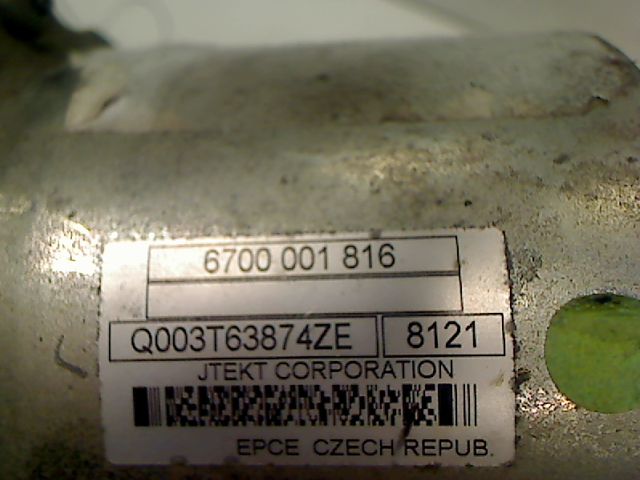 6700 001 816
Q003T63874ZE 8121
JTEKT CORPORATION
EPCE CZECH REPUB.